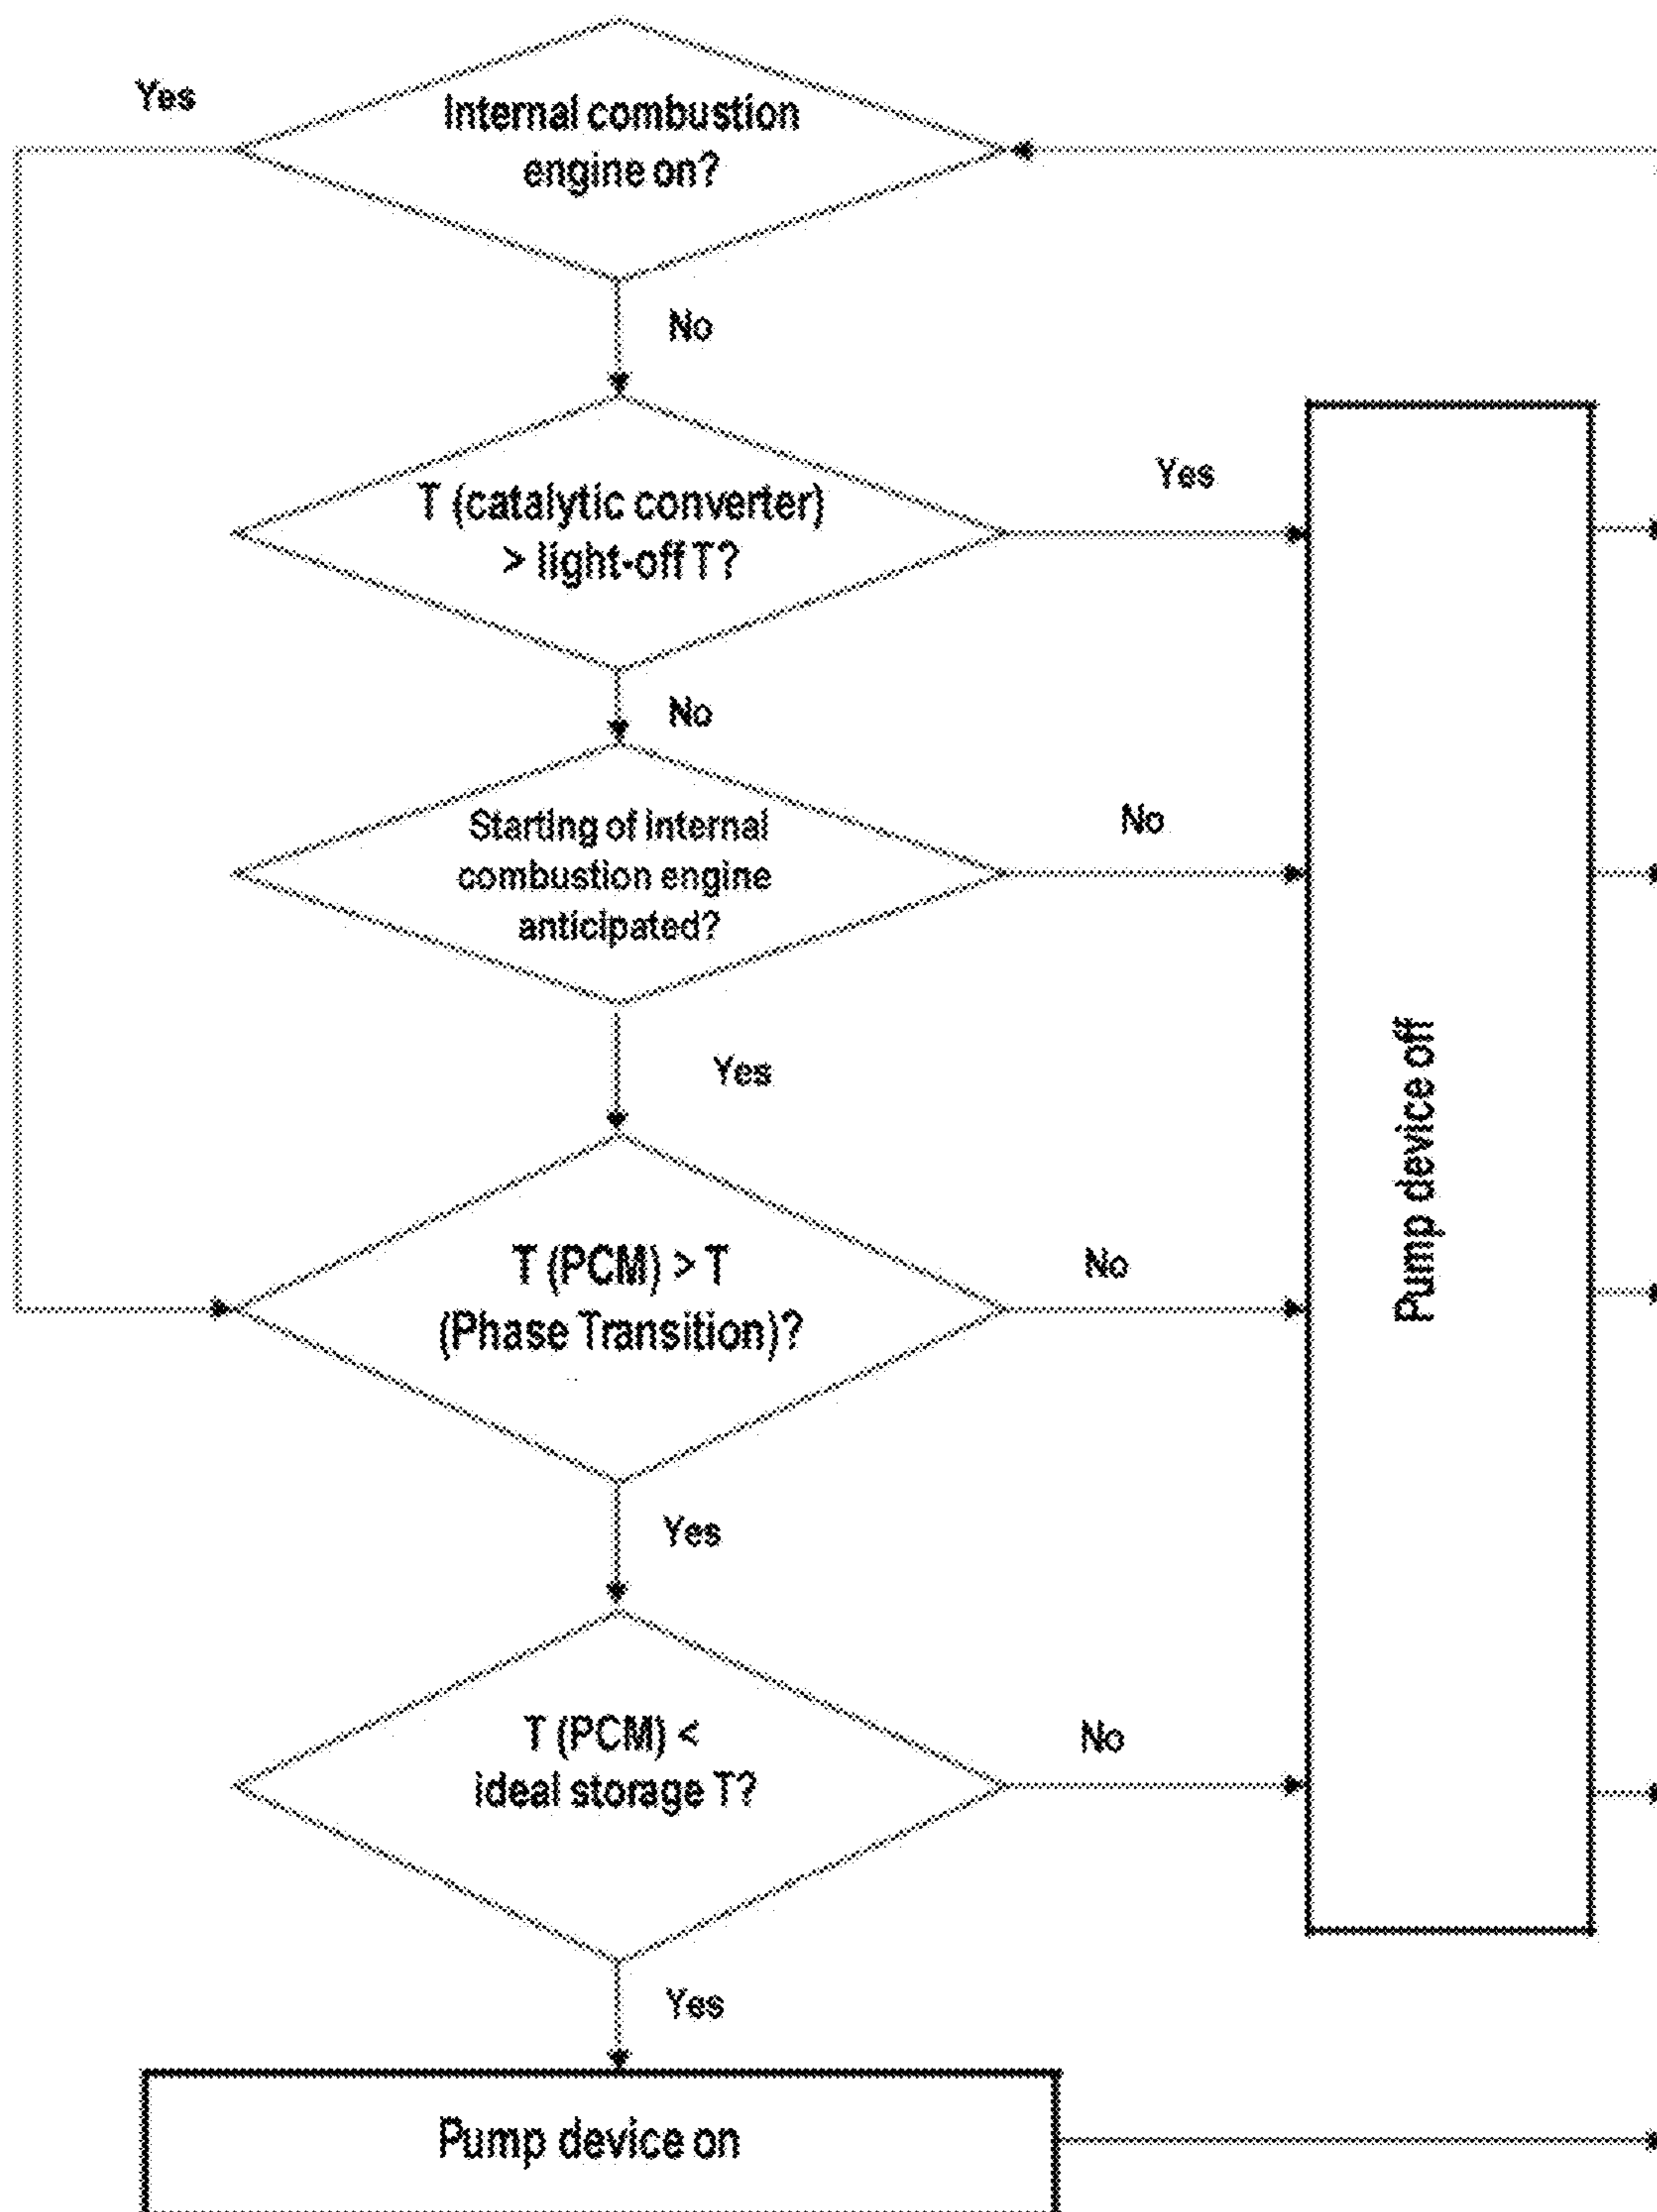 Yes
Internal combustion
engine on?
No
T (catalytic converter)
> light-off T?
Yes
No
Starting of internal
combustion engine
anticipated?
No
Yes
T (PCM) > T
(Phase Transition)?
No
Pump device off
Yes
T (PCM) <
ideal storage T?
No
Yes
Pump device on